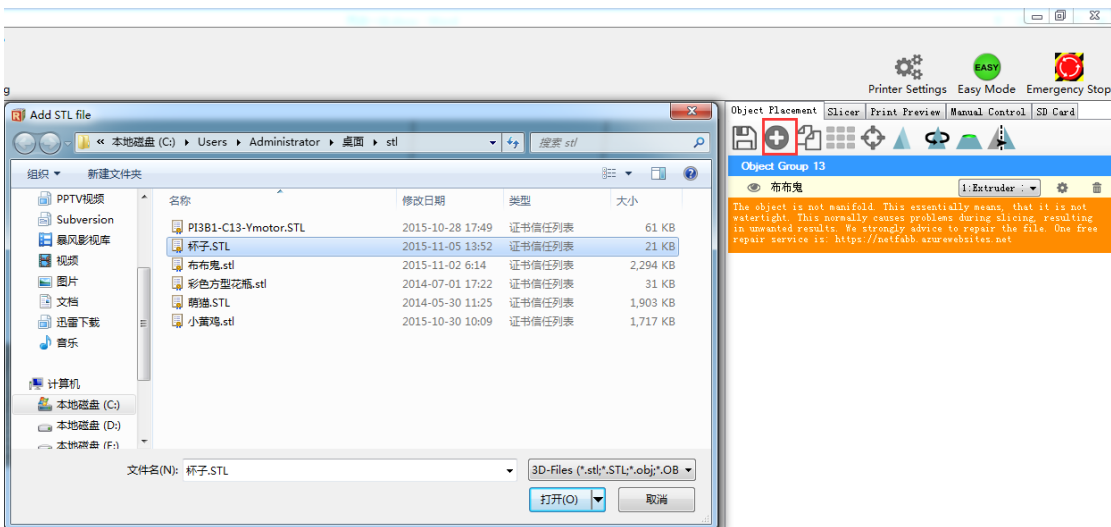 g
Printer Settings Easy Mode Emergency Stop
EASY
Add STL file
« 本地磁盘 (C:) ▸ Users ▸ Administrator ▸ 桌面 ▸ stl
搜索 stl
组织 新建文件夹
PPTV视频
Subversion
暴风影视库
视频
图片
文档
迅雷下载
音乐
计算机
本地磁盘 (C:)
本地磁盘 (D:)
本地磁盘 (E:)
名称 修改日期 类型 大小
PI3B1-C13-Ymotor.STL 2015-10-28 17:49 证书信任列表 61 KB
杯子.STL 2015-11-05 13:52 证书信任列表 21 KB
布布鬼.stl 2015-11-02 6:14 证书信任列表 2,294 KB
彩色方型花瓶.stl 2014-07-01 17:22 证书信任列表 31 KB
萌猫.STL 2014-05-30 11:25 证书信任列表 1,903 KB
小黄鸡.stl 2015-10-30 10:09 证书信任列表 1,717 KB
文件名(N): 杯子.STL
3D-Files (*.stl;*.STL;*.obj;*.OB
打开(O) 取消
Object Placement Slicer Print Preview Manual Control SD Card
Object Group 13
布布鬼 1:Extruder :
The object is not manifold. This essentially means, that it is not
watertight. This normally causes problems during slicing, resulting
in unwanted results. We strongly advice to repair the file. One free
repair service is: https://netfabb.azurewebsites.net